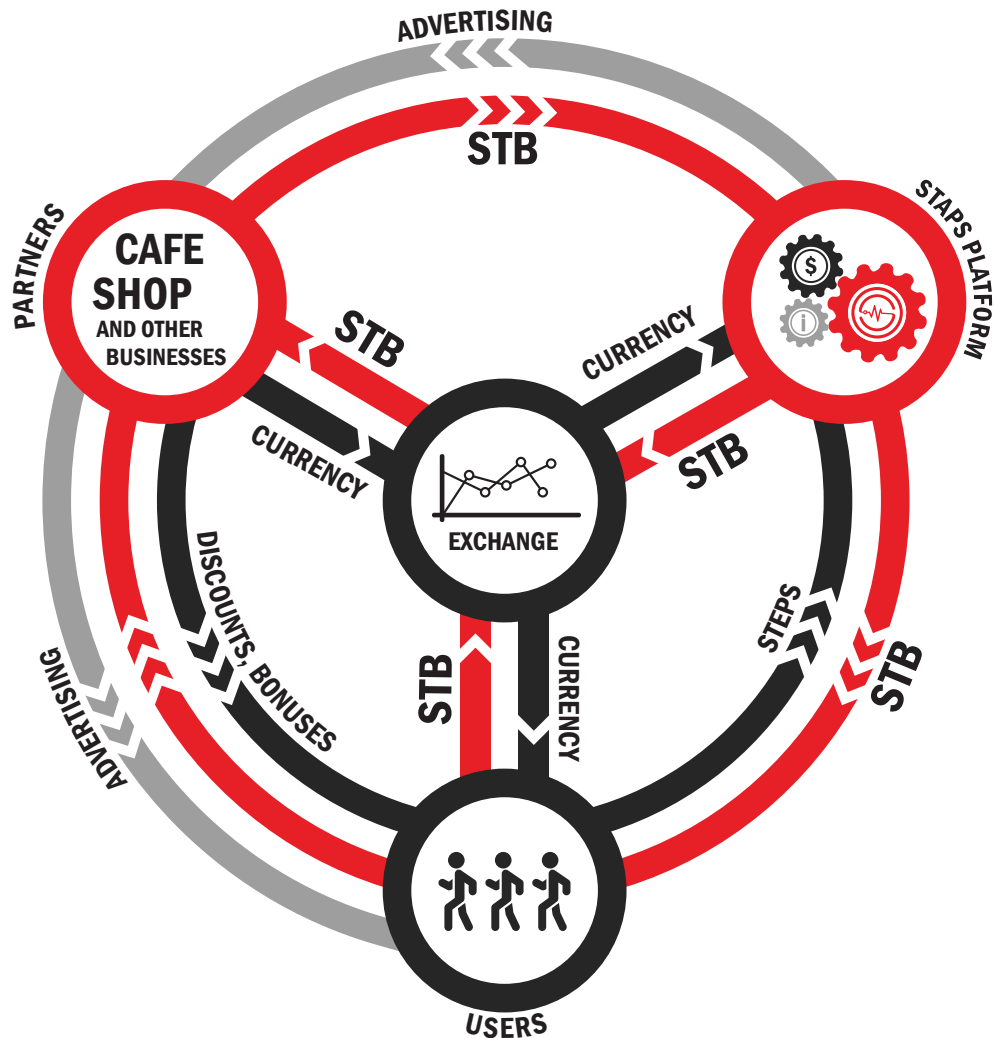 ADVERTISING
STB
PARTNERS
CAFE
SHOP
AND OTHER
BUSINESSES
STAPS PLATFORM
$
i
STB
CURRENCY
CURRENCY
STB
EXCHANGE
DISCOUNTS, BONUSES
STEPS
ADVERTISING
STB
CURRENCY
STB
USERS